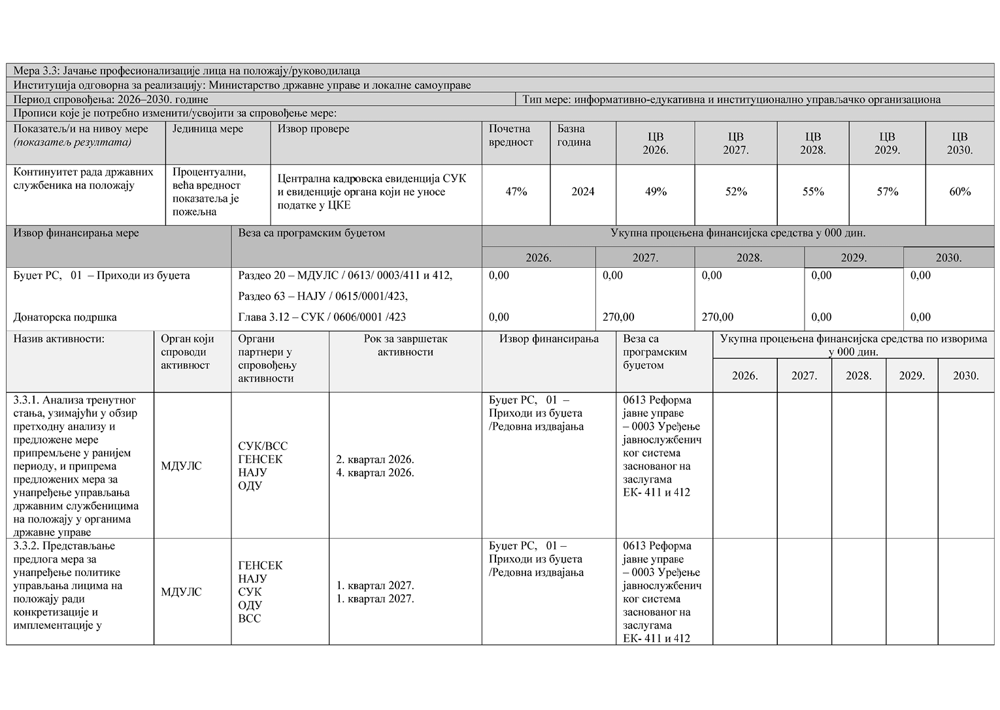 Мера 3.3: Јачање професионализације лица на положају/руководилаца
Институција одговорна за реализацију: Министарство државне управе и локалне самоуправе
Период спровођења: 2026–2030. године
Тип мере: информативно-едукативна и институционално управљачко организациона
Прописи које је потребно изменити/усвојити за спровођење мере:
Показатељ/и на нивоу мере
(показатељ резултата)
Јединица мере
Извор провере
Почетна
вредност
Базна
година
ЦВ
2026.
ЦВ
2027.
ЦВ
2028.
ЦВ
2029.
ЦВ
2030.
Континуитет рада државних
службеника на положају
Процентуални,
већа вредност
показатеља је
пожељна
Централна кадровска евиденција СУК
и евиденције органа који не уносе
податке у ЦКЕ
47%
2024
49%
52%
55%
57%
60%
Извор финансирања мере
Веза са програмским буџетом
Укупна процењена финансијска средства у 000 дин.
2026.
2027.
2028.
2029.
2030.
Буџет РС, 01 – Приходи из буџета
Раздео 20 – МДУЛС / 0613/ 0003/411 и 412,
0,00
0,00
0,00
0,00
0,00
Раздео 63 – НАЈУ / 0615/0001/423,
Донаторска подршка
Глава 3.12 – СУК / 0606/0001 /423
0,00
270,00
270,00
0,00
0,00
Назив активности:
Орган који
спроводи
активност
Органи
партнери у
спровођењу
активности
Рок за завршетак
активности
Извор финансирања
Веза са
програмским
буџетом
Укупна процењена финансијска средства по изворима
у 000 дин.
2026.
2027.
2028.
2029.
2030.
3.3.1. Анализа тренутног
стања, узимајући у обзир
претходну анализу и
предложене мере
припремљене у ранијем
периоду, и припрема
предложених мера за
унапређење управљања
државним службеницима
на положају у органима
државне управе
МДУЛС
СУК/ВСС
ГЕНСЕК
НАЈУ
ОДУ
2. квартал 2026.
4. квартал 2026.
Буџет РС, 01 –
Приходи из буџета
/Редовна издвајања
0613 Реформа
јавне управе
– 0003 Уређење
јавнослужбенич
ког система
заснованог на
заслугама
ЕК- 411 и 412
3.3.2. Представљање
предлога мера за
унапређење политике
управљања лицима на
положају ради
конкретизације и
имплементације у
МДУЛС
ГЕНСЕК
НАЈУ
СУК
ОДУ
ВСС
1. квартал 2027.
1. квартал 2027.
Буџет РС, 01 –
Приходи из буџета
/Редовна издвајања
0613 Реформа
јавне управе
– 0003 Уређење
јавнослужбенич
ког система
заснованог на
заслугама
ЕК- 411 и 412